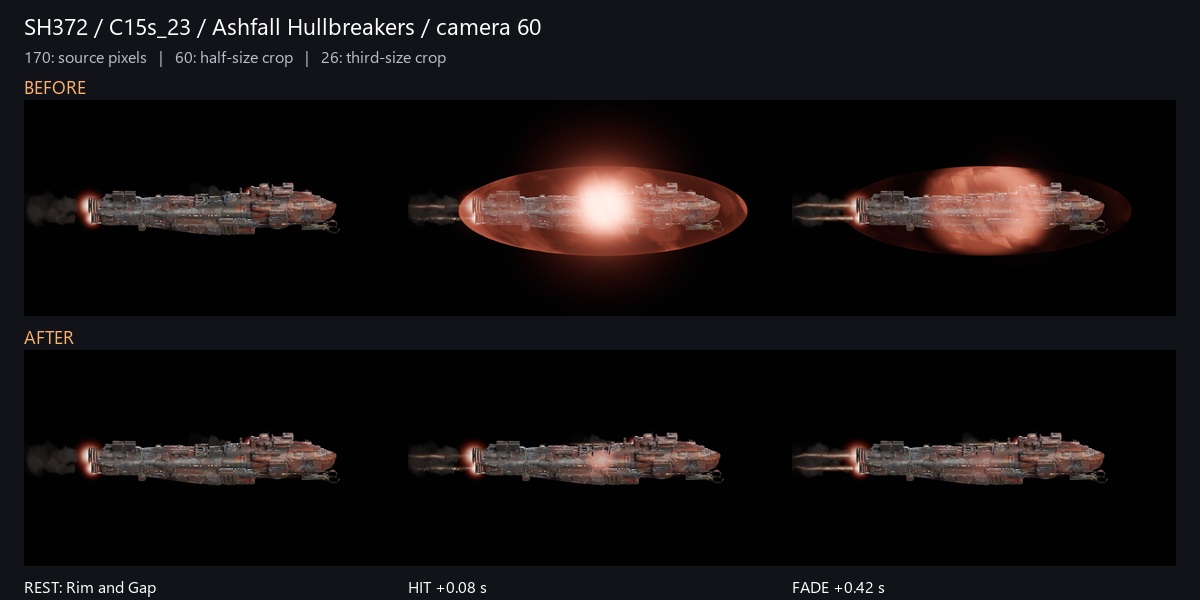 SH372 / C15s_23 / Ashfall Hullbreakers / camera 60
170: source pixels | 60: half-size crop | 26: third-size crop
BEFORE
AFTER
REST: Rim and Gap
HIT +0.08 s
FADE +0.42 s